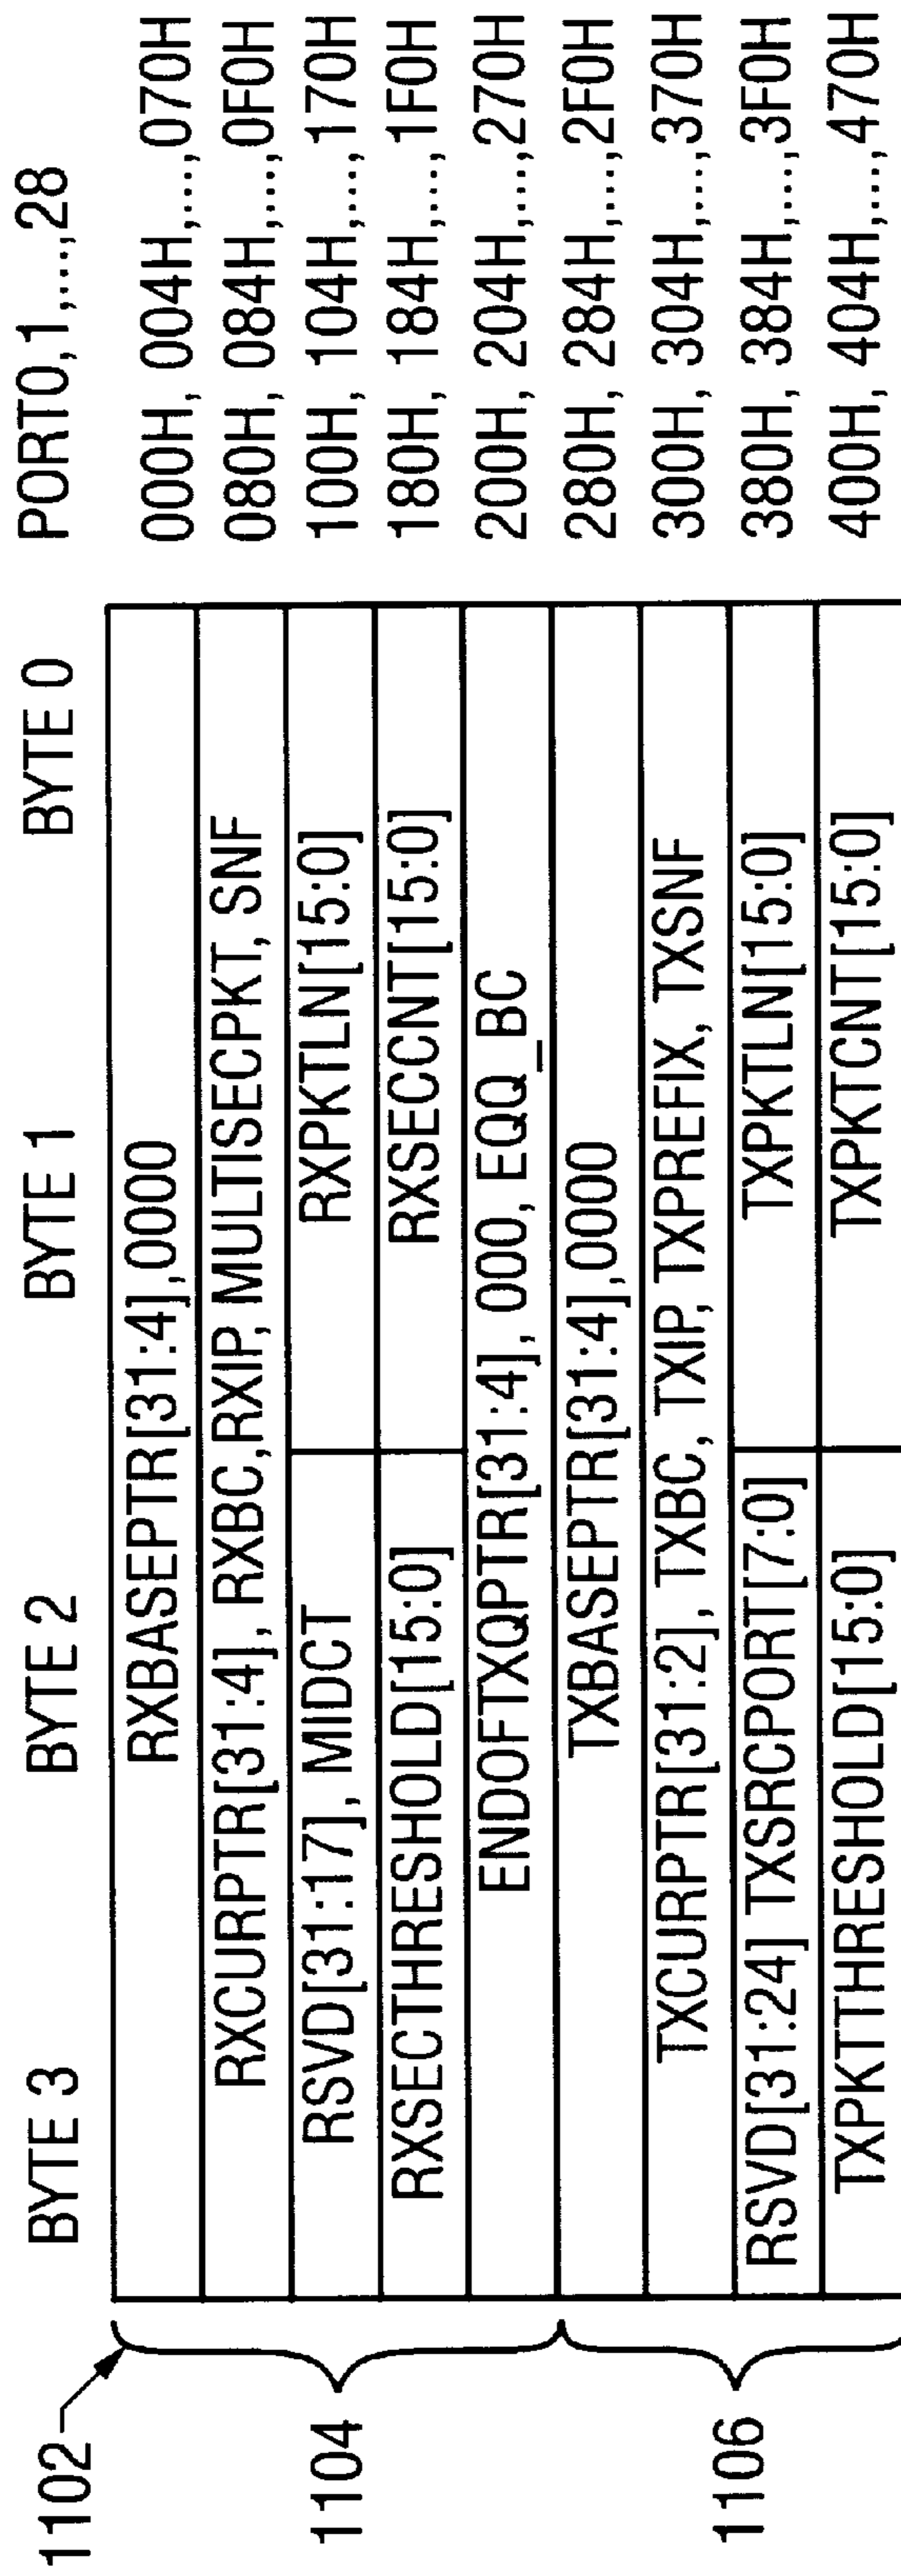 BYTE 3 BYTE 2 BYTE 1 BYTE 0 PORT0,1,...,28
1102
RXBASEPTR[31:4],0000 000H, 004H,...,070H
RXCURPTR[31:4], RXBC,RXIP,MULTISECPKT, SNF 080H, 084H,...,0F0H
1104
RSVD[31:17], MIDCT RXPKTLN[15:0] 100H, 104H,...,170H
RXSECTHRESHOLD[15:0] RXSECCNT[15:0] 180H, 184H,...,1F0H
ENDOFTXQPTR[31:4], 000, EQQ_BC 200H, 204H,...,270H
TXBASEPTR[31:4],0000 280H, 284H,...,2F0H
TXCURPTR[31:2], TXBC, TXIP, TXPREFIX, TXSNF 300H, 304H,...,370H
1106
RSVD[31:24] TXSRCPORT[7:0] TXPKTLN[15:0] 380H, 384H,...,3F0H
TXPKTTHRESHOLD[15:0] TXPKTCNT[15:0] 400H, 404H,...,470H